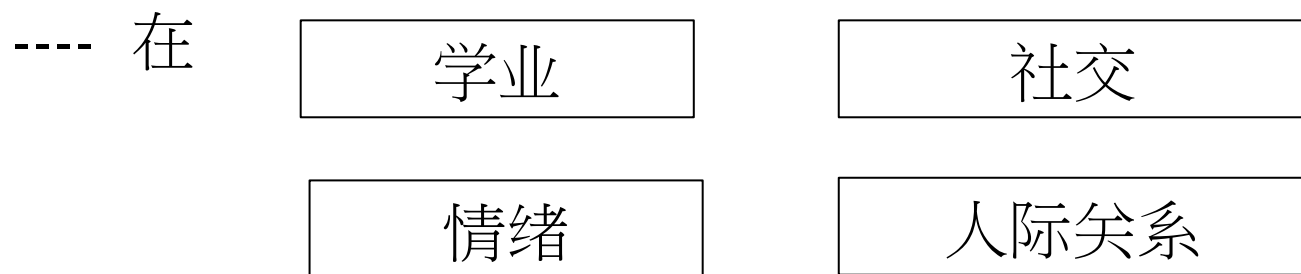 ---- 在 学业 社交
情绪 人际关系